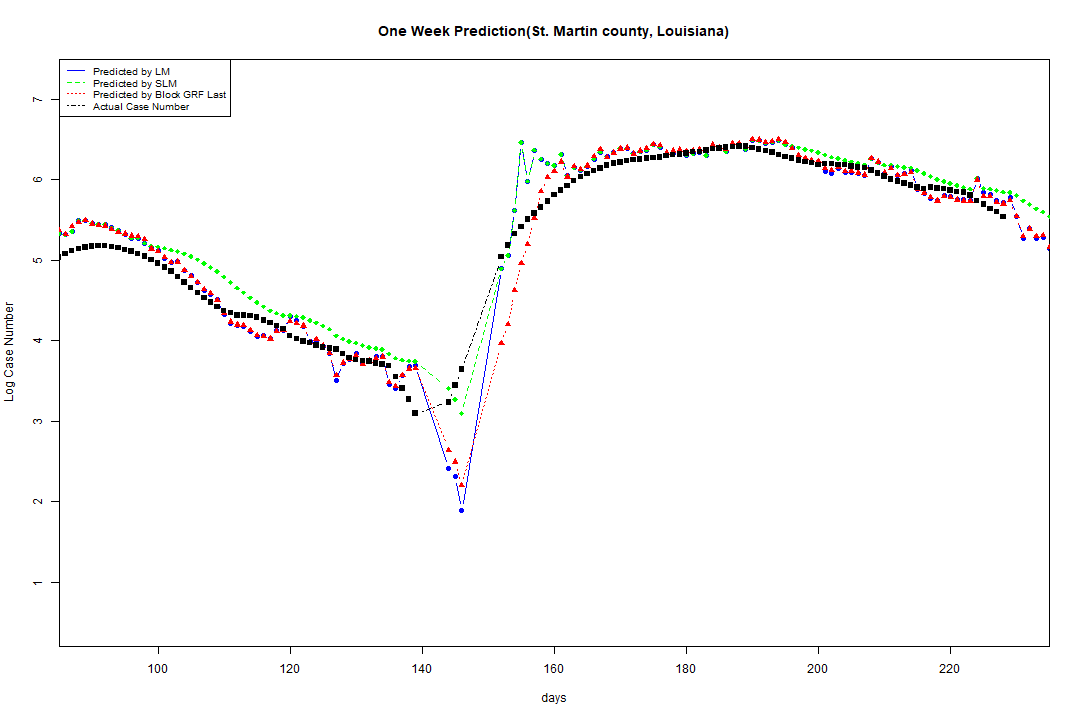 One Week Prediction(St. Martin county, Louisiana)
Predicted by LM
Predicted by SLM
Predicted by Block GRF Last
Actual Case Number
7
6
5
4
3
2
1
Log Case Number
100 120 140 160 180 200 220
days